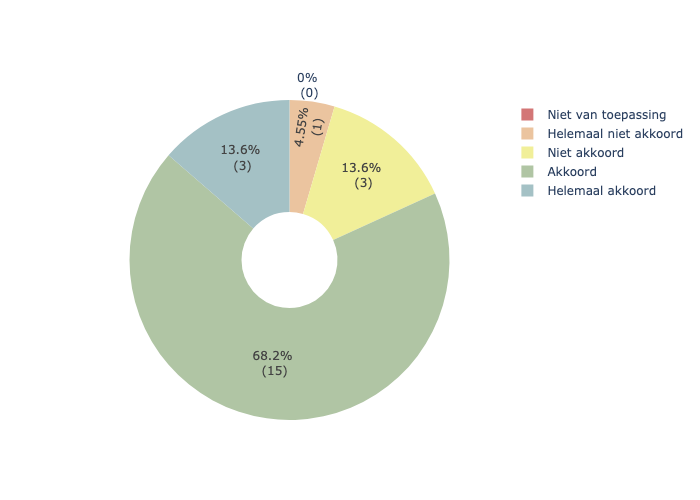 0%
(0)
4.55%
(1)
13.6%
(3)
13.6%
(3)
68.2%
(15)
Niet van toepassing
Helemaal niet akkoord
Niet akkoord
Akkoord
Helemaal akkoord